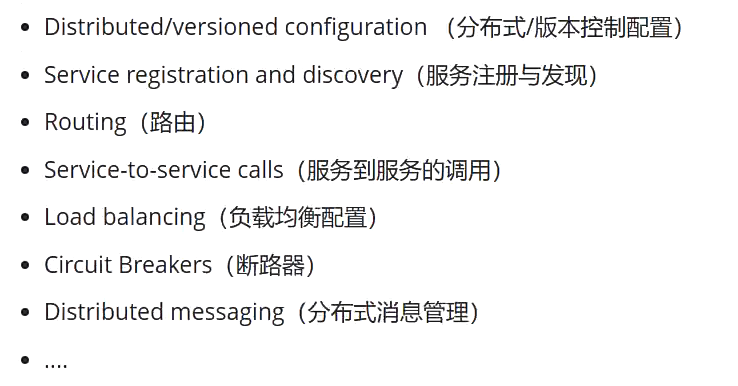 • Distributed/versioned configuration （分布式/版本控制配置）
• Service registration and discovery（服务注册与发现）
• Routing（路由）
• Service-to-service calls（服务到服务的调用）
• Load balancing（负载均衡配置）
• Circuit Breakers（断路器）
• Distributed messaging（分布式消息管理）
• ....